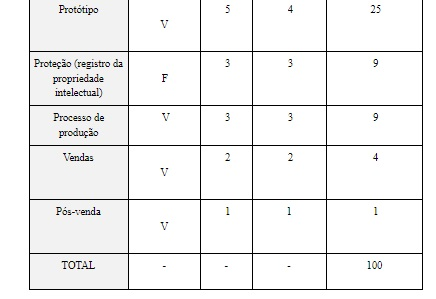 Protótipo V 5 4 25
Proteção (registro da
propriedade
intelectual) F 3 3 9
Processo de
produção V 3 3 9
Vendas V 2 2 4
Pós-venda V 1 1 1
TOTAL - - - 100